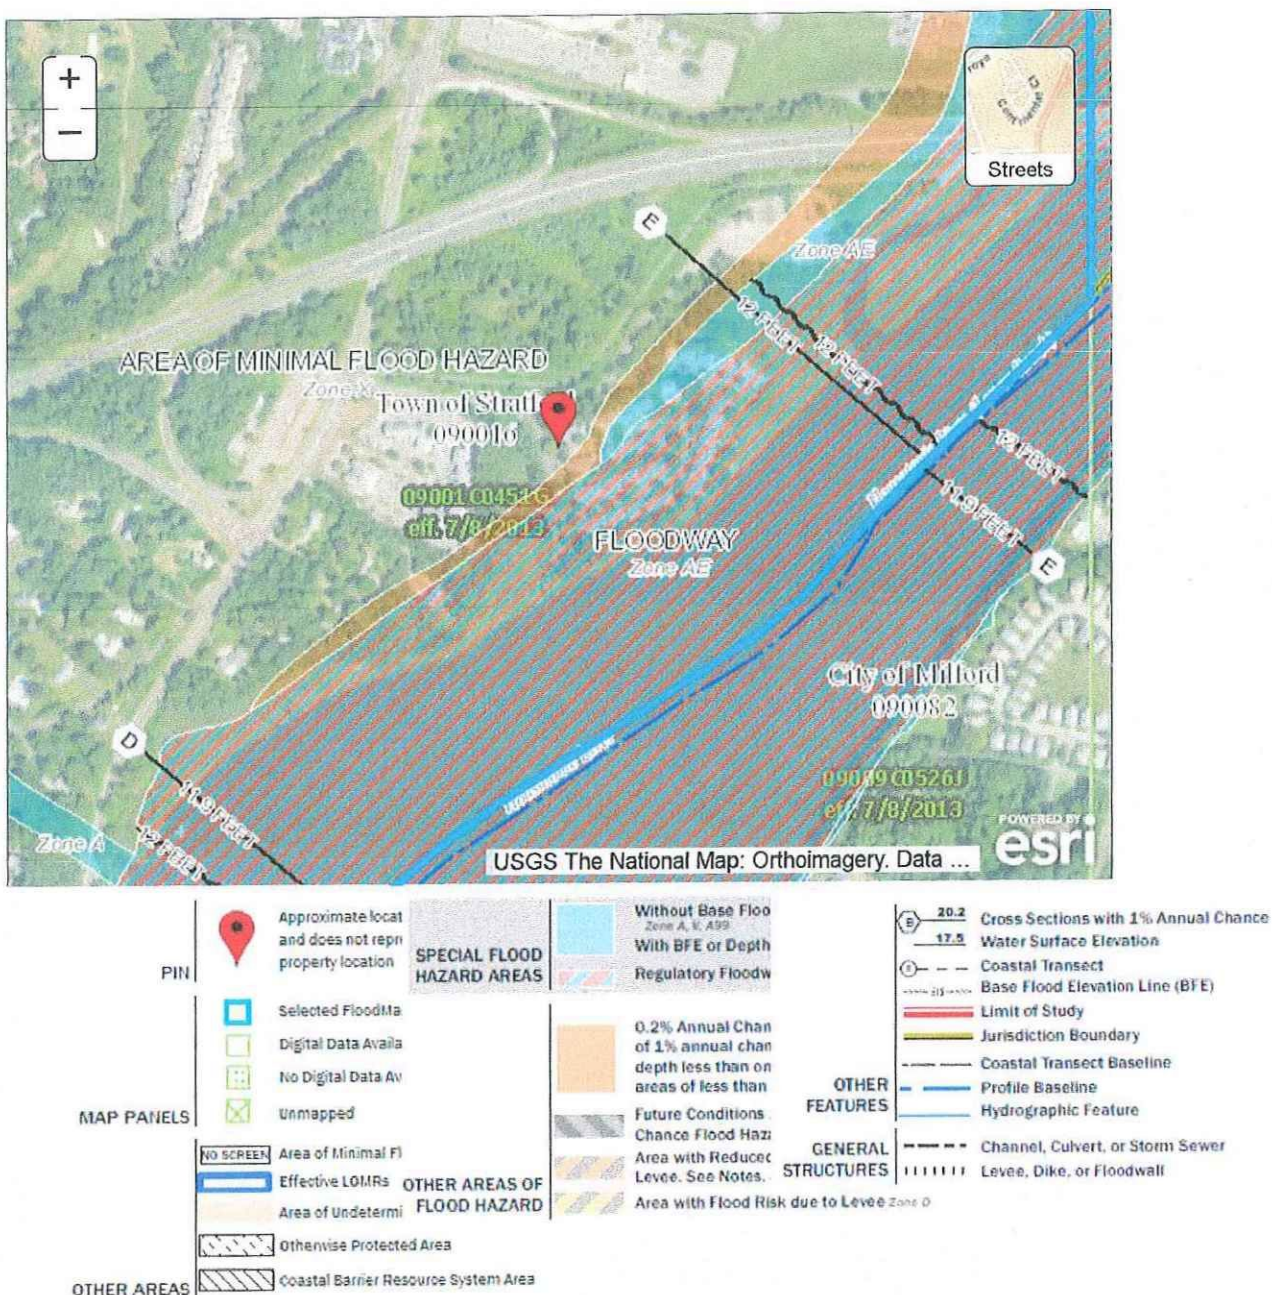 +
−
Streets
E
Zone AE
12 FEET
12 FEET
12 FEET
11.9 FEET
E
AREA OF MINIMAL FLOOD HAZARD
Zone X
Town of Stratf
090016
09001C0451G
eff. 7/8/2013
FLOODWAY
Zone AE
City of Milford
090082
09009C0526J
eff. 7/8/2013
D
11.9 FEET
12 FEET
Zone A
POWERED BY
esri
USGS The National Map: Orthoimagery. Data ...
PIN
Approximate locat
and does not repr
property location
SPECIAL FLOOD
HAZARD AREAS
Without Base Floo
Zone A, V, A99
With BFE or Depth
Regulatory Floodw
MAP PANELS
Selected FloodMa
Digital Data Availa
No Digital Data Av
Unmapped
OTHER AREAS OF
FLOOD HAZARD
0.2% Annual Chan
of 1% annual chan
depth less than on
areas of less than
Future Conditions
Chance Flood Haz
Area with Reduced
Levee. See Notes.
Area with Flood Risk due to Levee Zone D
OTHER AREAS
NO SCREEN Area of Minimal Fl
Effective LOMRs
Area of Undetermi
Otherwise Protected Area
Coastal Barrier Resource System Area
OTHER
FEATURES
B 20.2 Cross Sections with 1% Annual Chance
17.5 Water Surface Elevation
Coastal Transect
Base Flood Elevation Line (BFE)
Limit of Study
Jurisdiction Boundary
Coastal Transect Baseline
Profile Baseline
Hydrographic Feature
GENERAL
STRUCTURES
Channel, Culvert, or Storm Sewer
Levee, Dike, or Floodwall